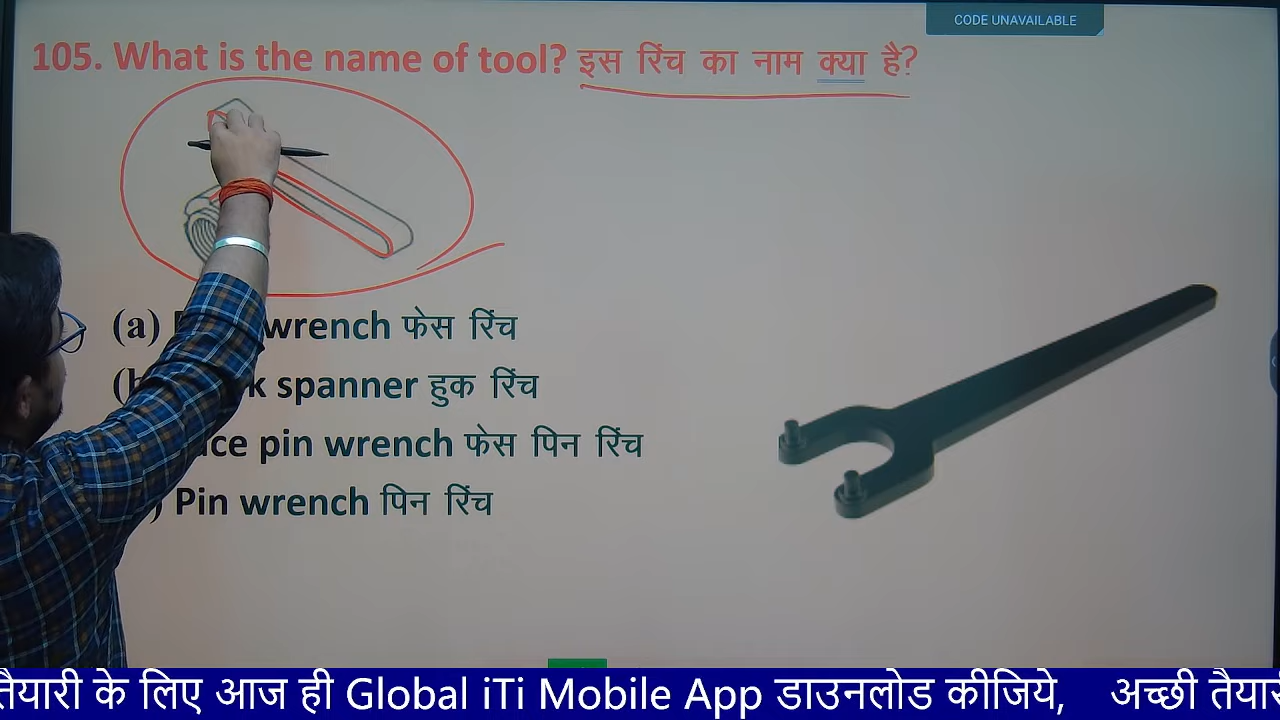 CODE UNAVAILABLE
105. What is the name of tool? इस रिंच का नाम क्या है?
(a) wrench फेस रिंच
spanner हुक रिंच
pin wrench फेस पिन रिंच
Pin wrench पिन रिंच
तैयारी के लिए आज ही Global iTi Mobile App डाउनलोड कीजिये, अच्छी